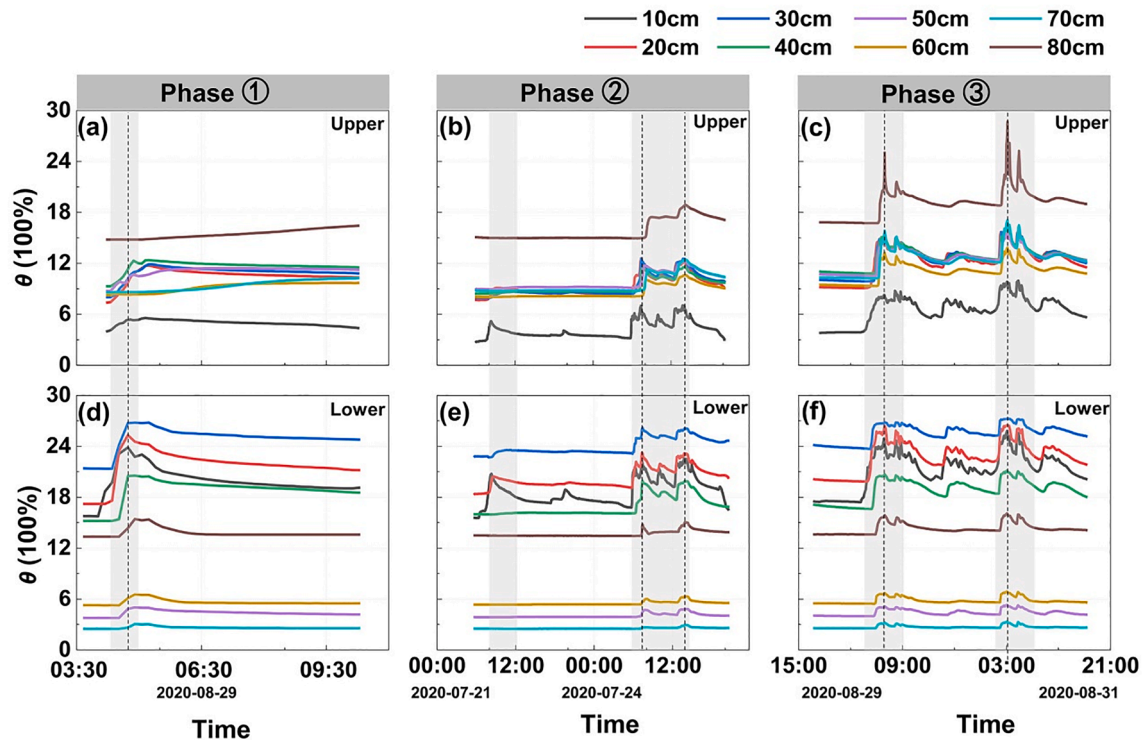 10cm 30cm 50cm 70cm
20cm 40cm 60cm 80cm
Phase ① Phase ② Phase ③
30
24
18
12
6
0
θ (100%)
(a) Upper
(b) Upper
(c) Upper
30
24
18
12
6
0
θ (100%)
(d) Lower
(e) Lower
(f) Lower
03:30 06:30 09:30
2020-08-29
Time
00:00 12:00 00:00 12:00
2020-07-21 2020-07-24
Time
15:00 09:00 03:00 21:00
2020-08-29 2020-08-31
Time